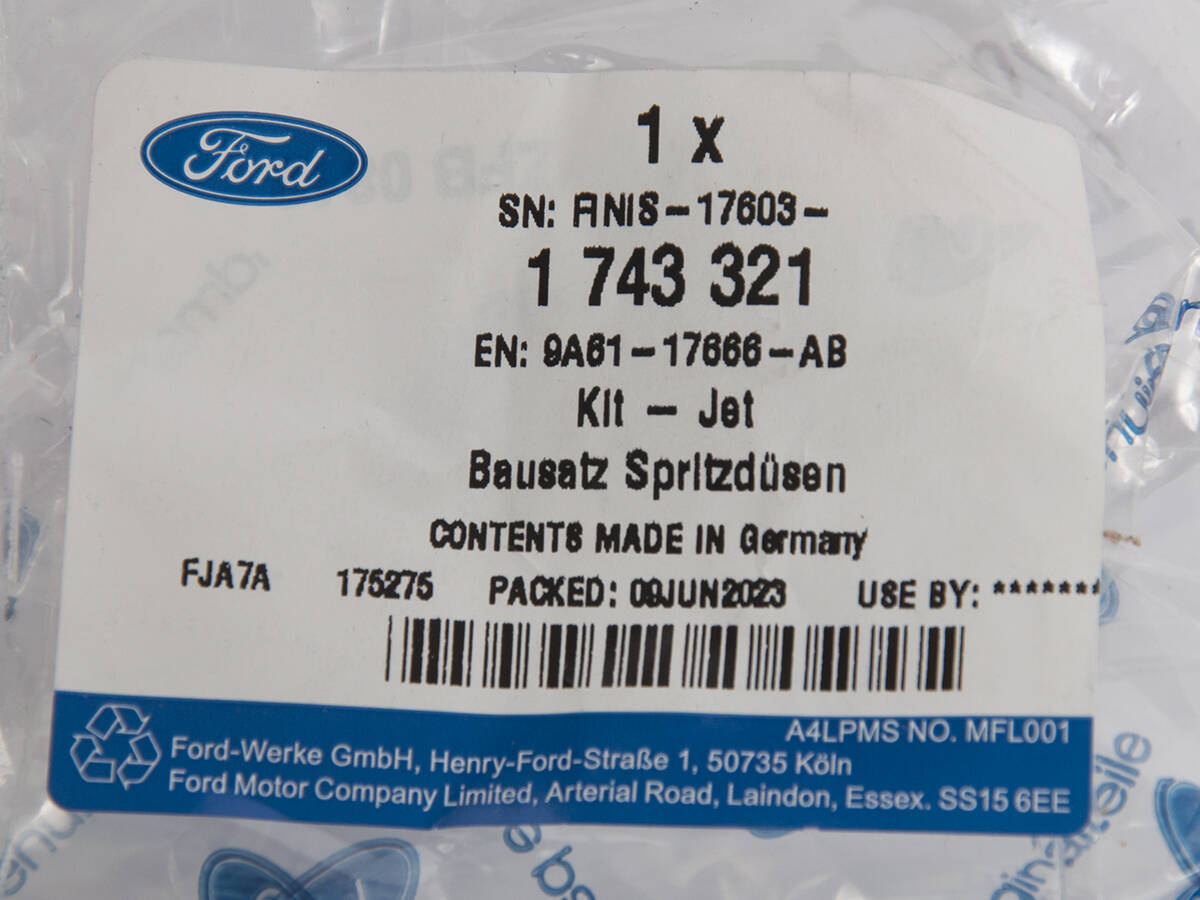 Ford
1 x
SN: FINIS-17603-
1 743 321
EN: 9A61-17666-AB
Kit - Jet
Bausatz Spritzdüsen
CONTENTS MADE IN Germany
FJA7A 175275 PACKED: 09JUN2023 USE BY: *******
A4LPMS NO. MFL001
Ford-Werke GmbH, Henry-Ford-Straße 1, 50735 Köln
Ford Motor Company Limited, Arterial Road, Laindon, Essex. SS15 6EE